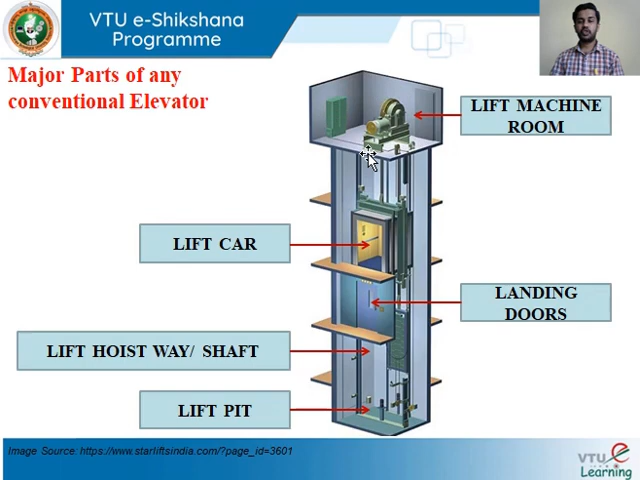 VTU e-Shikshana
Programme
Major Parts of any
conventional Elevator
LIFT MACHINE
ROOM
LIFT CAR
LANDING
DOORS
LIFT HOIST WAY/ SHAFT
LIFT PIT
Image Source: https://www.starliftsindia.com/?page_id=3601
VTU e
Learning